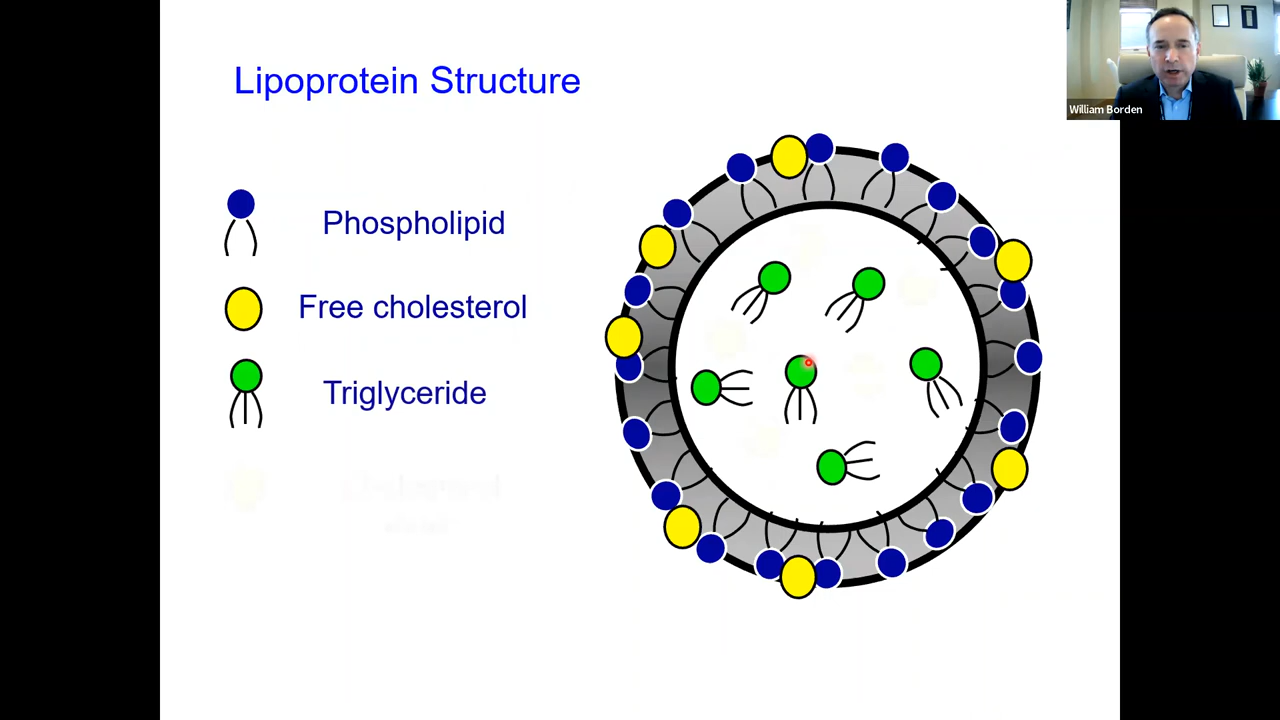 Lipoprotein Structure
Phospholipid
Free cholesterol
Triglyceride
William Borden